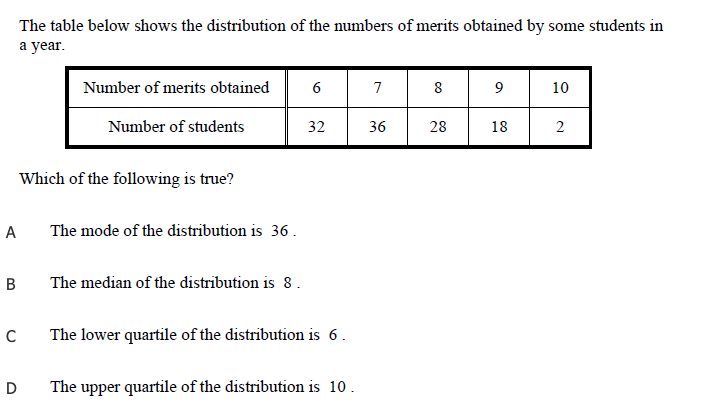 The table below shows the distribution of the numbers of merits obtained by some students in
a year.
Number of merits obtained 6 7 8 9 10
Number of students 32 36 28 18 2
Which of the following is true?
A The mode of the distribution is 36 .
B The median of the distribution is 8 .
C The lower quartile of the distribution is 6 .
D The upper quartile of the distribution is 10 .